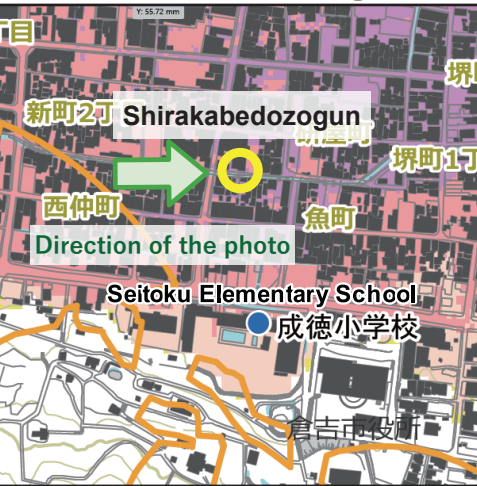 Y: 55.72 mm
丁目
堺町
新町2丁
Shirakabedozogun
研屋町
堺町1丁
西仲町
魚町
Direction of the photo
Seitoku Elementary School
成徳小学校
倉吉市役所